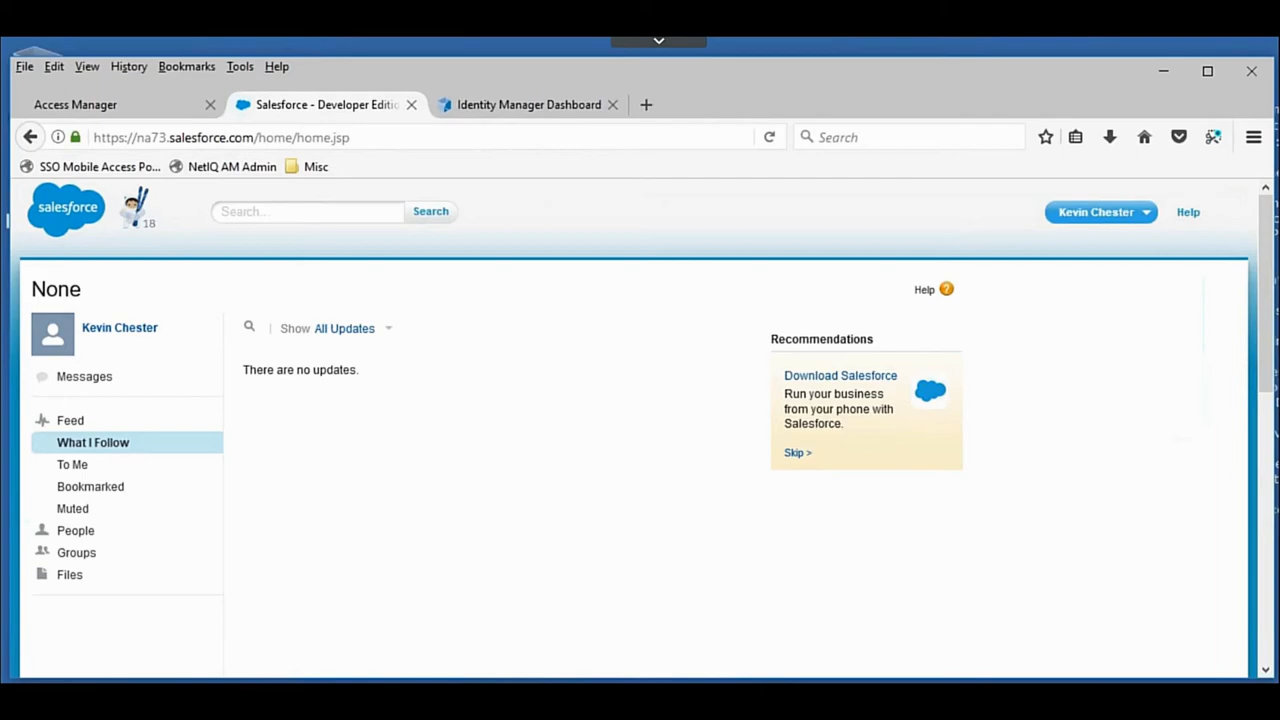 File Edit View History Bookmarks Tools Help
Access Manager Salesforce - Developer Editio Identity Manager Dashboard
https://na73.salesforce.com/home/home.jsp Search
SSO Mobile Access Po... NetIQ AM Admin Misc
salesforce 18 Search... Search Kevin Chester Help
None Help ?
Kevin Chester
Show All Updates
Messages
There are no updates.
Feed
What I Follow
To Me
Bookmarked
Muted
People
Groups
Files
Recommendations
Download Salesforce
Run your business
from your phone with
Salesforce.
Skip >